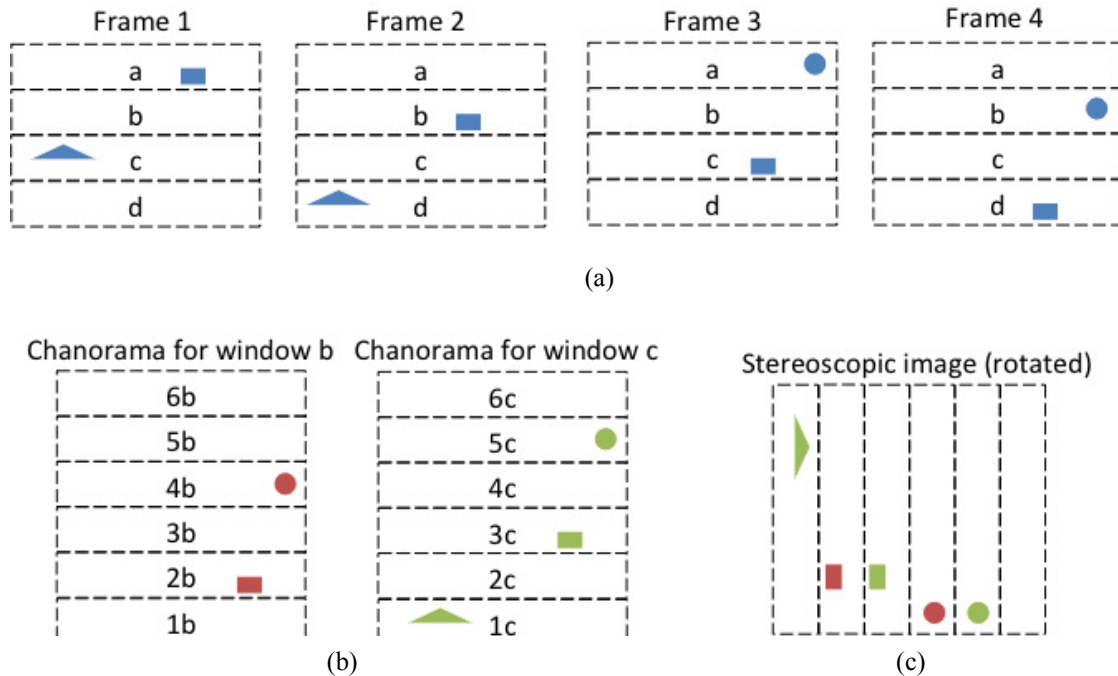 Frame 1
Frame 2
Frame 3
Frame 4
a
a
a
a
b
b
b
b
c
c
c
c
d
d
d
d
(a)
Chanorama for window b
Chanorama for window c
Stereoscopic image (rotated)
6b
6c
5b
5c
4b
4c
3b
3c
2b
2c
1b
1c
(b)
(c)